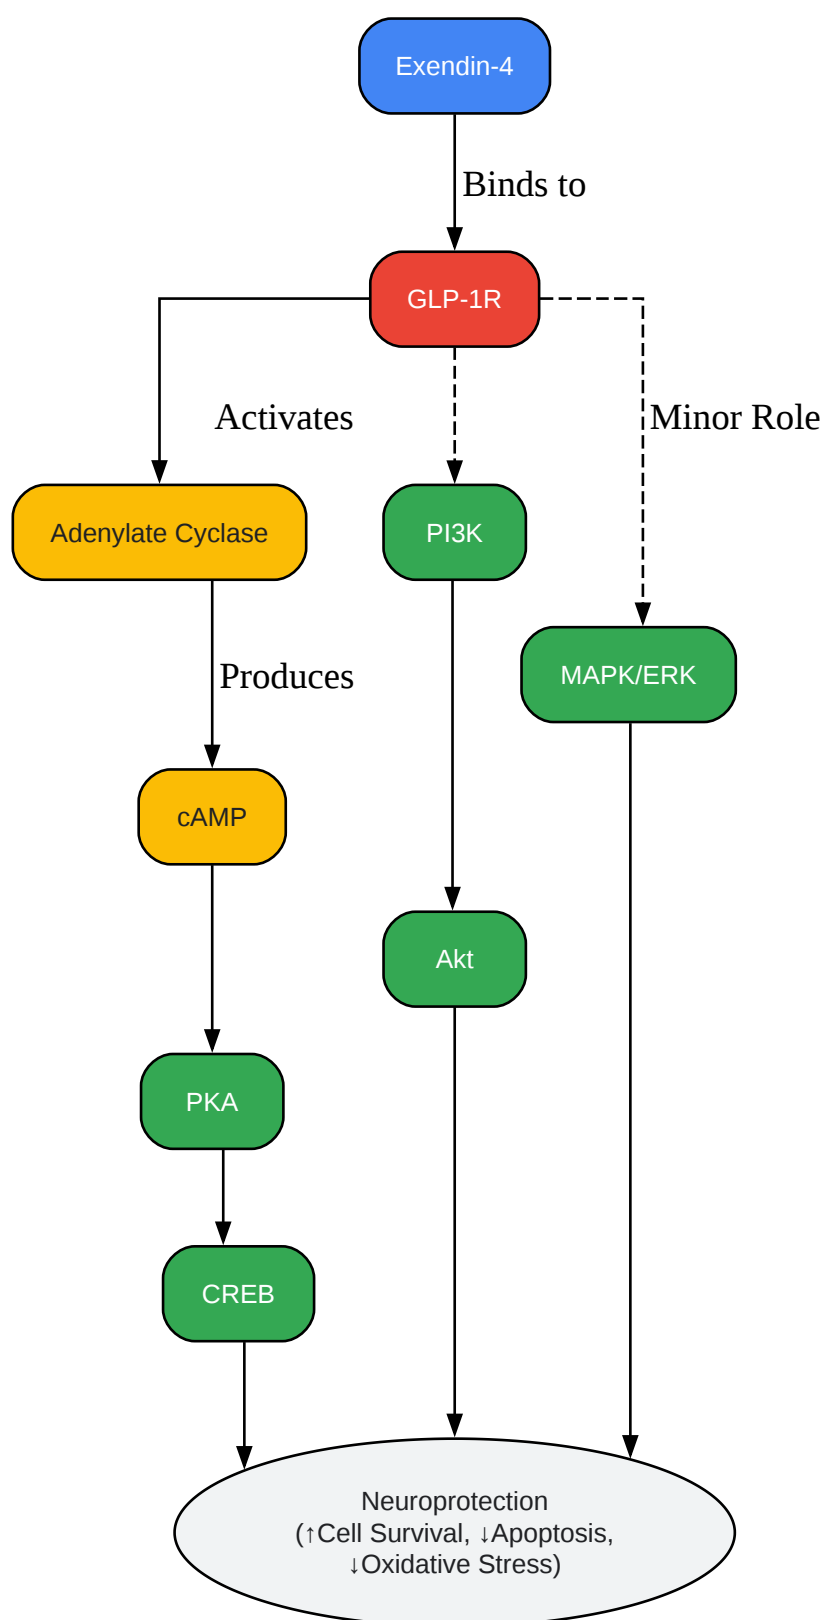 Exendin-4
Binds to
GLP-1R
Activates
Minor Role
Adenylate Cyclase
PI3K
Produces
MAPK/ERK
cAMP
Akt
PKA
CREB
Neuroprotection
(↑Cell Survival, ↓Apoptosis,
↓Oxidative Stress)